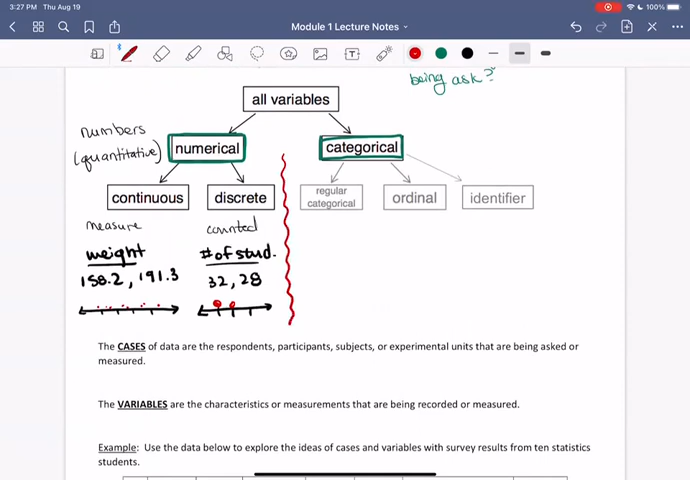 3:27 PM Thu Aug 19
100%
Module 1 Lecture Notes
being ask?
all variables
numbers
(quantitative)
numerical
categorical
continuous
discrete
regular
categorical
ordinal
identifier
measure
counted
weight
# of stud.
158.2, 191.3
32, 28
The CASES of data are the respondents, participants, subjects, or experimental units that are being asked or
measured.
The VARIABLES are the characteristics or measurements that are being recorded or measured.
Example: Use the data below to explore the ideas of cases and variables with survey results from ten statistics
students.